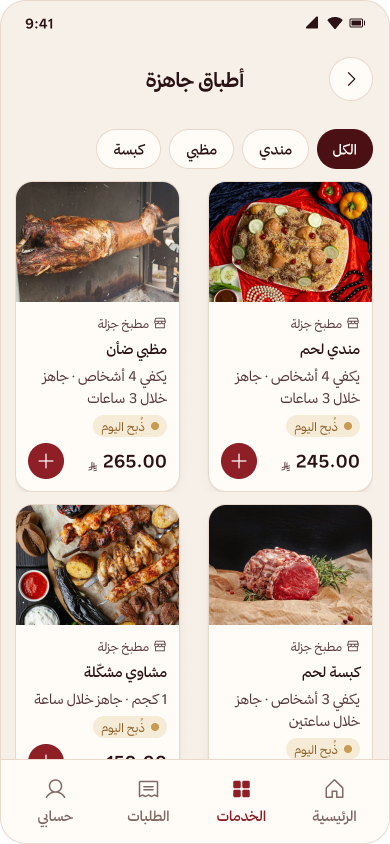 9:41
أطباق جاهزة
الكل
مندي
مظبي
كبسة
مطبخ جزلة
مندي لحم
يكفي 4 أشخاص · جاهز
خلال 3 ساعات
ذُبح اليوم
245.00
مطبخ جزلة
مظبي ضأن
يكفي 4 أشخاص · جاهز
خلال 3 ساعات
ذُبح اليوم
265.00
مطبخ جزلة
كبسة لحم
يكفي 3 أشخاص · جاهز
خلال ساعتين
ذُبح اليوم
مطبخ جزلة
مشاوي مشكّلة
1 كجم · جاهز خلال ساعة
ذُبح اليوم
الرئيسية
الخدمات
الطلبات
حسابي